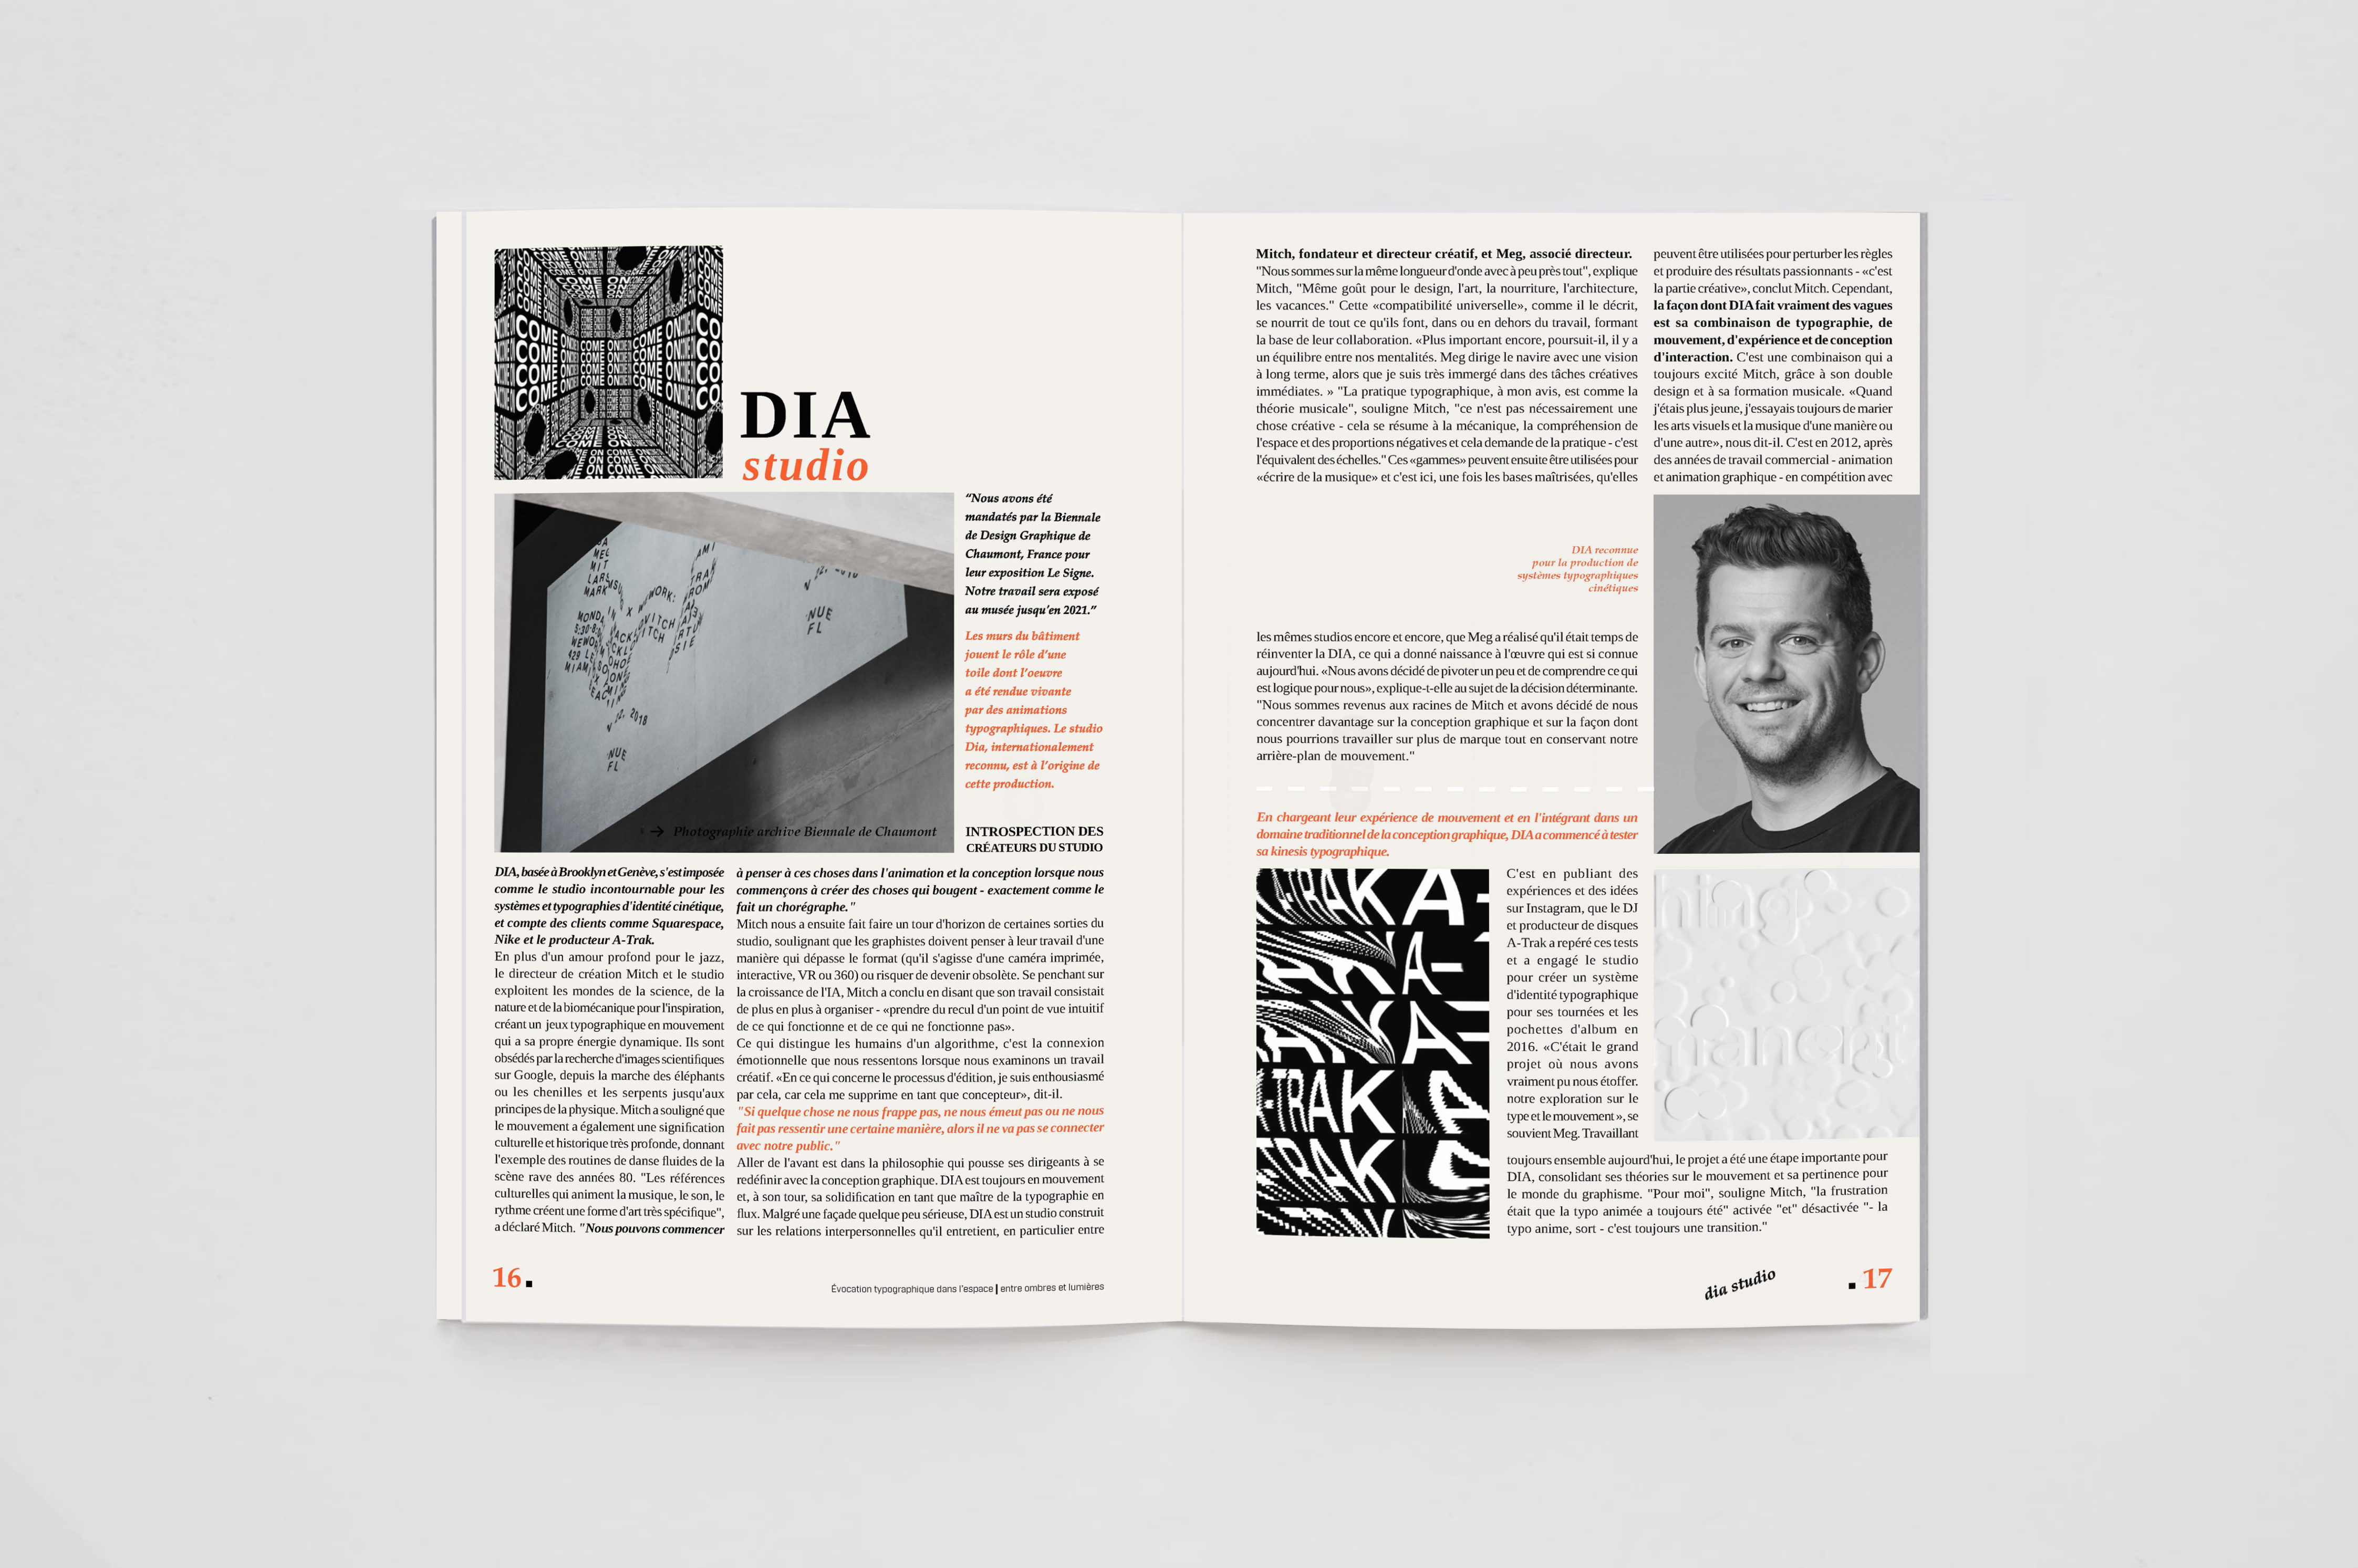 COME ON
DIA
studio
“Nous avons été
mandatés par la Biennale
de Design Graphique de
Chaumont, France pour
leur exposition Le Signe.
Notre travail sera exposé
au musée jusqu’en 2021.”
Les murs du bâtiment
jouent le rôle d’une
toile dont l’oeuvre
a été rendue vivante
par des animations
typographiques. Le studio
Dia, internationalement
reconnu, est à l’origine de
cette production.
→ Photographie archive Biennale de Chaumont
INTROSPECTION DES
CRÉATEURS DU STUDIO
DIA, basée à Brooklyn et Genève, s'est imposée
comme le studio incontournable pour les
systèmes et typographies d'identité cinétique,
et compte des clients comme Squarespace,
Nike et le producteur A-Trak.
En plus d'un amour profond pour le jazz,
le directeur de création Mitch et le studio
exploitent les mondes de la science, de la
nature et de la biomécanique pour l'inspiration,
créant un jeux typographique en mouvement
qui a sa propre énergie dynamique. Ils sont
obsédés par la recherche d'images scientifiques
sur Google, depuis la marche des éléphants
ou les chenilles et les serpents jusqu'aux
principes de la physique. Mitch a souligné que
le mouvement a également une signification
culturelle et historique très profonde, donnant
l'exemple des routines de danse fluides de la
scène rave des années 80. "Les références
culturelles qui animent la musique, le son, le
rythme créent une forme d'art très spécifique",
a déclaré Mitch. "Nous pouvons commencer
à penser à ces choses dans l'animation et la conception lorsque nous
commençons à créer des choses qui bougent - exactement comme le
fait un chorégraphe."
Mitch nous a ensuite fait faire un tour d'horizon de certaines sorties du
studio, soulignant que les graphistes doivent penser à leur travail d'une
manière qui dépasse le format (qu'il s'agisse d'une caméra imprimée,
interactive, VR ou 360) ou risquer de devenir obsolète. Se penchant sur
la croissance de l'IA, Mitch a conclu en disant que son travail consistait
de plus en plus à organiser - «prendre du recul d'un point de vue intuitif
de ce qui fonctionne et de ce qui ne fonctionne pas».
Ce qui distingue les humains d'un algorithme, c'est la connexion
émotionnelle que nous ressentons lorsque nous examinons un travail
créatif. «En ce qui concerne le processus d'édition, je suis enthousiasmé
par cela, car cela me supprime en tant que concepteur», dit-il.
"Si quelque chose ne nous frappe pas, ne nous émeut pas ou ne nous
fait pas ressentir une certaine manière, alors il ne va pas se connecter
avec notre public."
Aller de l'avant est dans la philosophie qui pousse ses dirigeants à se
redéfinir avec la conception graphique. DIA est toujours en mouvement
et, à son tour, sa solidification en tant que maître de la typographie en
flux. Malgré une façade quelque peu sérieuse, DIA est un studio construit
sur les relations interpersonnelles qu'il entretient, en particulier entre
16
Évocation typographique dans l'espace | entre ombres et lumières
Mitch, fondateur et directeur créatif, et Meg, associé directeur.
"Nous sommes sur la même longueur d'onde avec à peu près tout", explique
Mitch, "Même goût pour le design, l'art, la nourriture, l'architecture,
les vacances." Cette «compatibilité universelle», comme il le décrit,
se nourrit de tout ce qu'ils font, dans ou en dehors du travail, formant
la base de leur collaboration. «Plus important encore, poursuit-il, il y a
un équilibre entre nos mentalités. Meg dirige le navire avec une vision
à long terme, alors que je suis très immergé dans des tâches créatives
immédiates. » "La pratique typographique, à mon avis, est comme la
théorie musicale", souligne Mitch, "ce n'est pas nécessairement une
chose créative - cela se résume à la mécanique, la compréhension de
l'espace et des proportions négatives et cela demande de la pratique - c'est
l'équivalent des échelles." Ces «gammes» peuvent ensuite être utilisées pour
«écrire de la musique» et c'est ici, une fois les bases maîtrisées, qu'elles
peuvent être utilisées pour perturber les règles
et produire des résultats passionnants - «c'est
la partie créative», conclut Mitch. Cependant,
la façon dont DIA fait vraiment des vagues
est sa combinaison de typographie, de
mouvement, d'expérience et de conception
d'interaction. C'est une combinaison qui a
toujours excité Mitch, grâce à son double
design et à sa formation musicale. «Quand
j'étais plus jeune, j'essayais toujours de marier
les arts visuels et la musique d'une manière ou
d'une autre», nous dit-il. C'est en 2012, après
des années de travail commercial - animation
et animation graphique - en compétition avec
DIA reconnue
pour la production de
systèmes typographiques
cinétiques
les mêmes studios encore et encore, que Meg a réalisé qu'il était temps de
réinventer la DIA, ce qui a donné naissance à l'œuvre qui est si connue
aujourd'hui. «Nous avons décidé de pivoter un peu et de comprendre ce qui
est logique pour nous», explique-t-elle au sujet de la décision déterminante.
"Nous sommes revenus aux racines de Mitch et avons décidé de nous
concentrer davantage sur la conception graphique et sur la façon dont
nous pourrions travailler sur plus de marque tout en conservant notre
arrière-plan de mouvement."
En chargeant leur expérience de mouvement et en l'intégrant dans un
domaine traditionnel de la conception graphique, DIA a commencé à tester
sa kinesis typographique.
C'est en publiant des
expériences et des idées
sur Instagram, que le DJ
et producteur de disques
A-Trak a repéré ces tests
et a engagé le studio
pour créer un système
d'identité typographique
pour ses tournées et les
pochettes d'album en
2016. «C'était le grand
projet où nous avons
vraiment pu nous étoffer.
notre exploration sur le
type et le mouvement », se
souvient Meg. Travaillant
toujours ensemble aujourd'hui, le projet a été une étape importante pour
DIA, consolidant ses théories sur le mouvement et sa pertinence pour
le monde du graphisme. "Pour moi", souligne Mitch, "la frustration
était que la typo animée a toujours été" activée "et" désactivée "- la
typo anime, sort - c'est toujours une transition."
dia studio
17